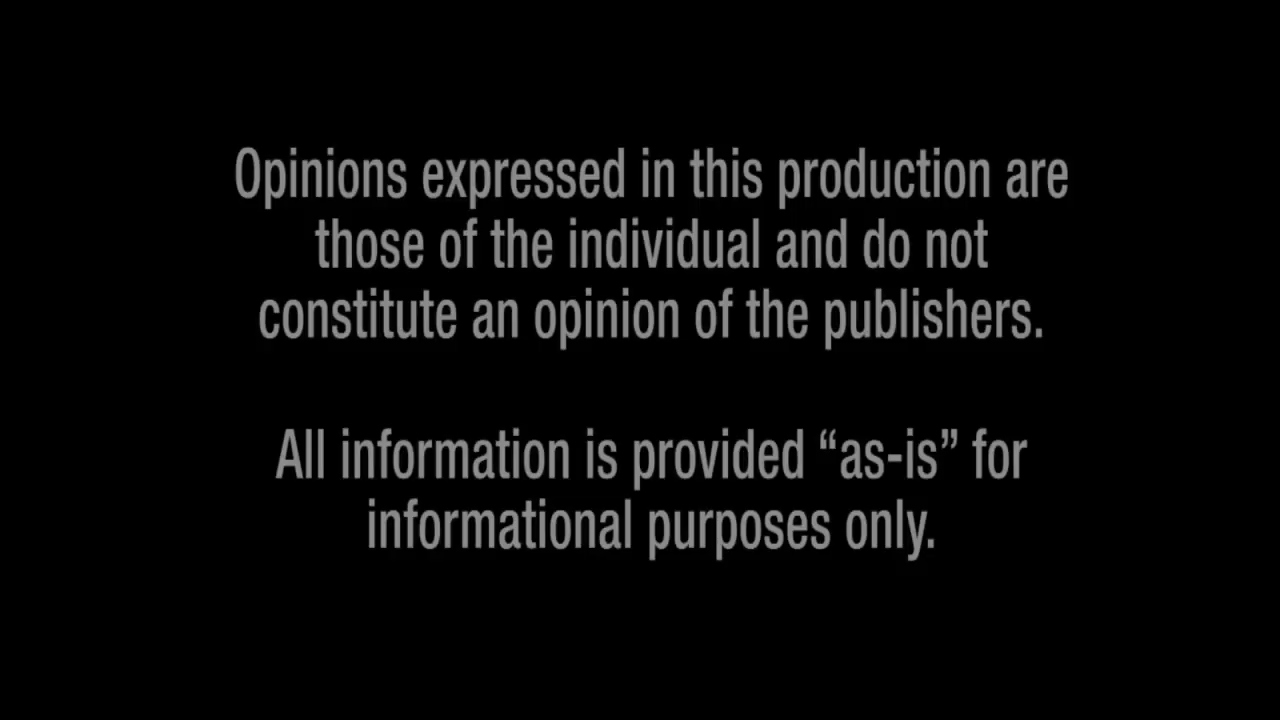 Opinions expressed in this production are
those of the individual and do not
constitute an opinion of the publishers.
All information is provided “as-is” for
informational purposes only.